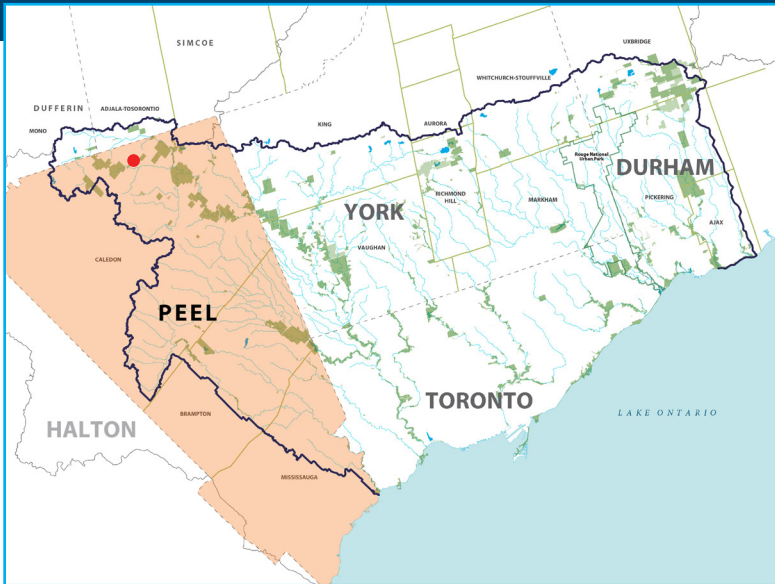 SIMCOE
UXBRIDGE
WHITCHURCH-STOUFFVILLE
DUFFERIN
ADJALA-TOSORONTIO
MONO
KING
AURORA
Rouge National
Urban Park
DURHAM
YORK
RICHMOND
HILL
MARKHAM
PICKERING
AJAX
VAUGHAN
CALEDON
PEEL
TORONTO
LAKE ONTARIO
BRAMPTON
HALTON
MISSISSAUGA